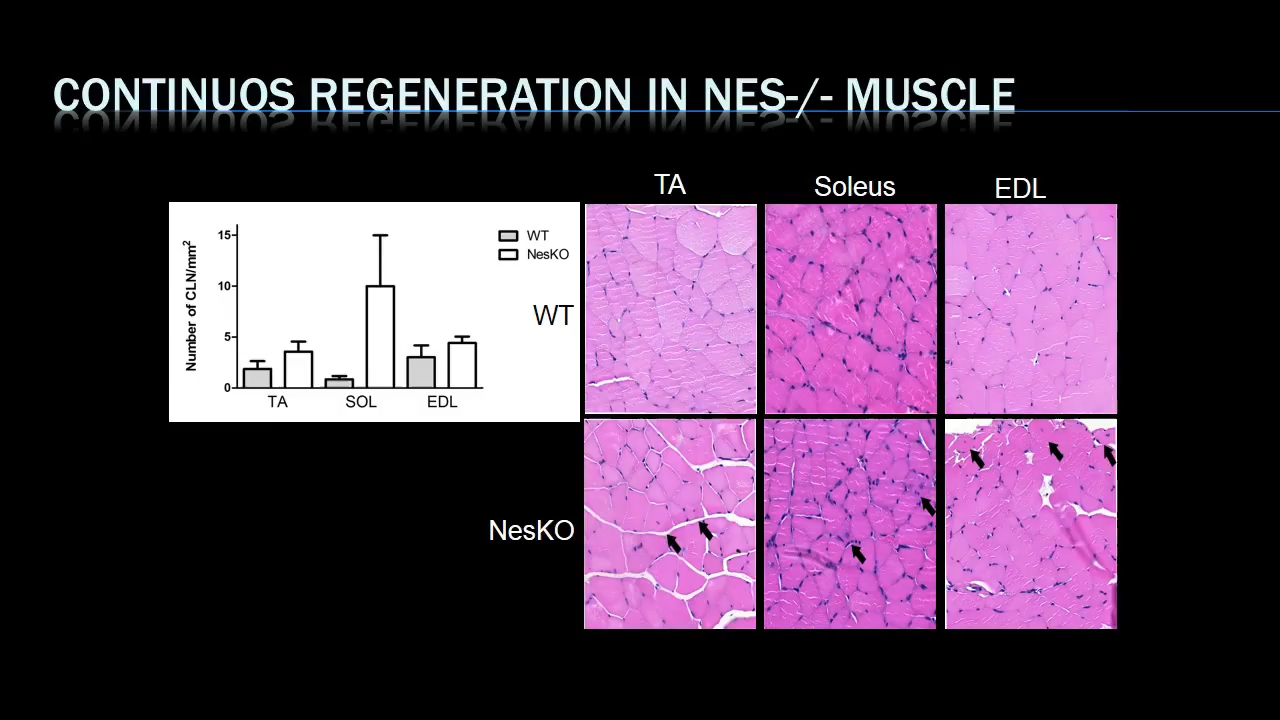 CONTINUOS REGENERATION IN NES-/- MUSCLE
TA
Soleus
EDL
Number of CLN/mm²
15
10
5
0
TA
SOL
EDL
WT
NesKO
WT
NesKO